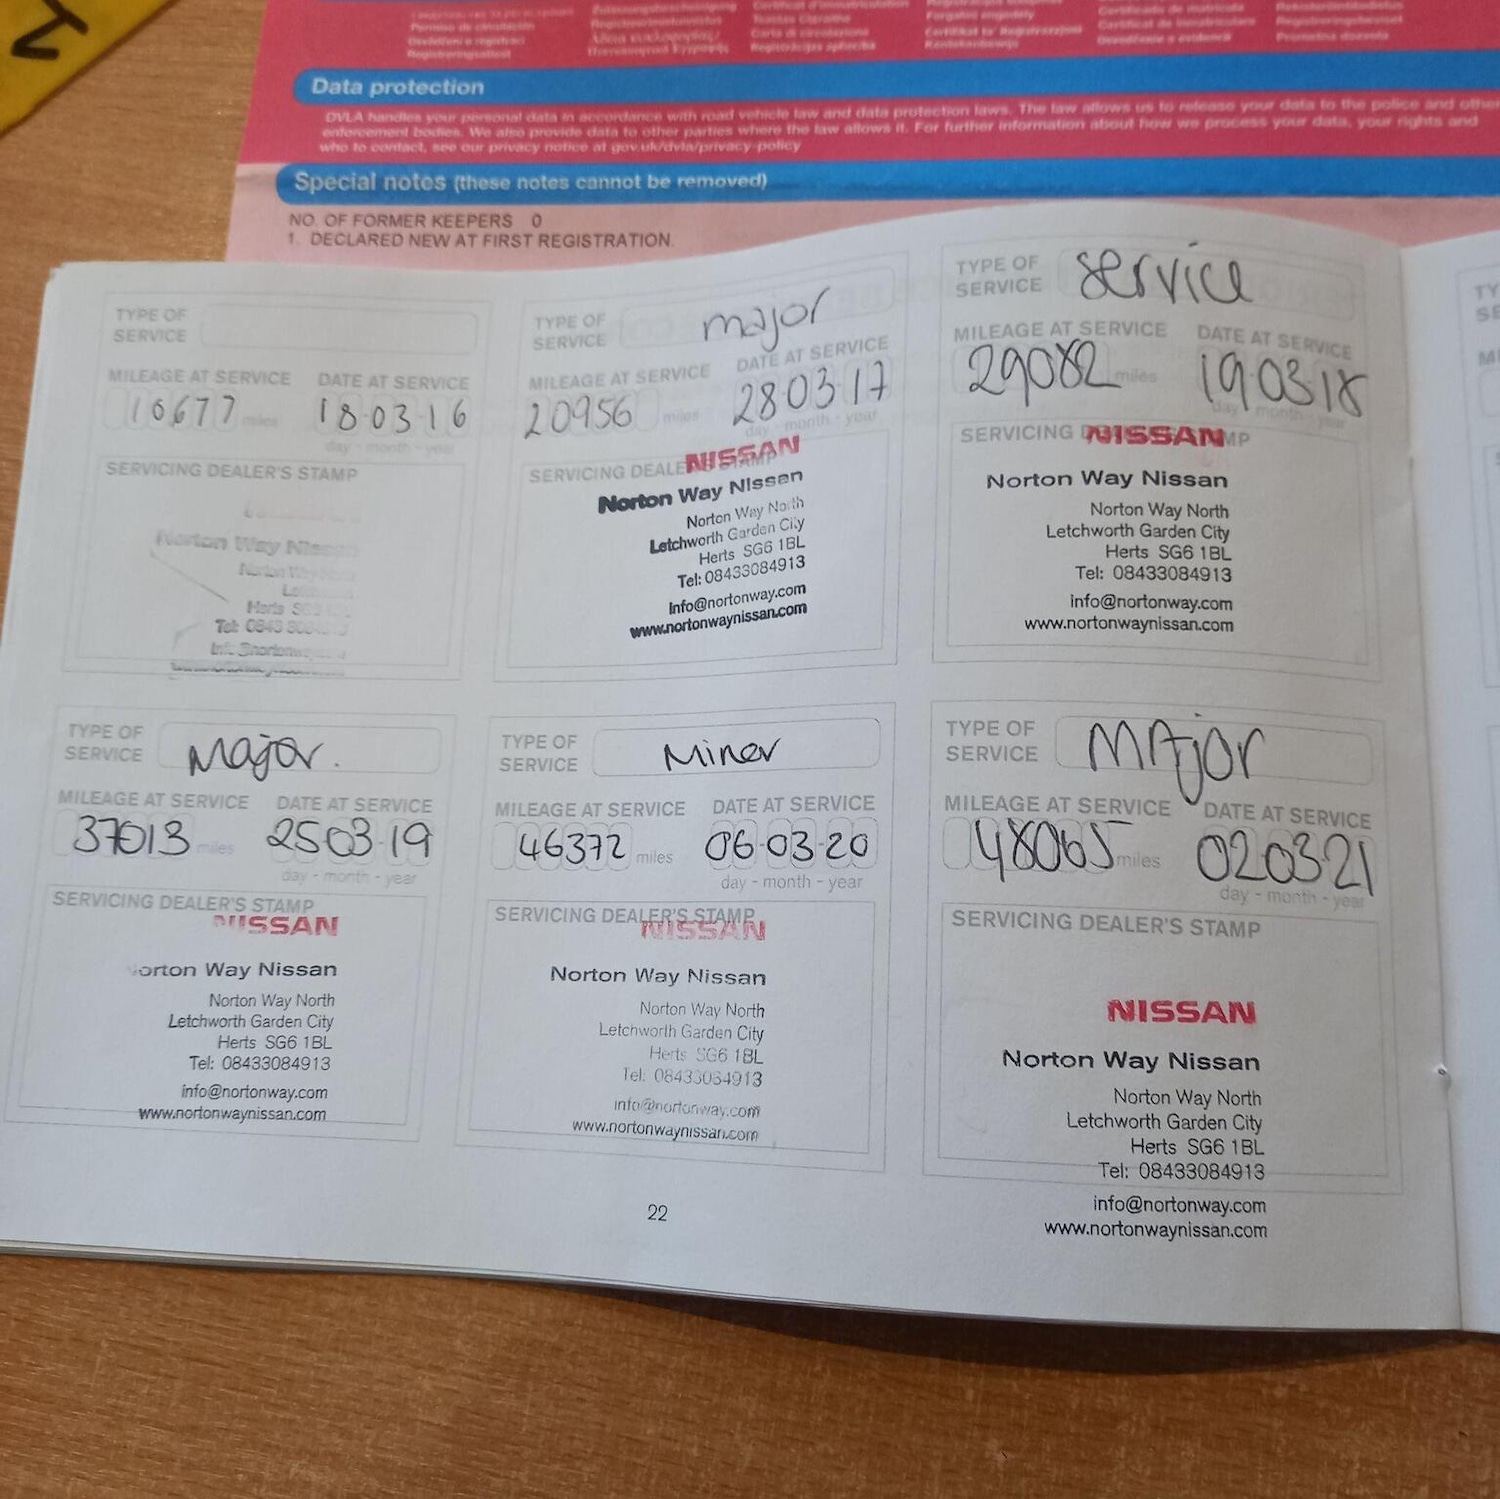 Permiso de circulación
Data protection
DVLA handles your personal data in accordance with road vehicle law and data protection laws. The law allows us to release your data to the police and other
enforcement bodies. We also provide data to other parties where the law allows it. For further information about how we process your data, your rights and
who to contact, see our privacy notice at gov.uk/dvla/privacy-policy
Special notes (these notes cannot be removed)
NO. OF FORMER KEEPERS 0
1. DECLARED NEW AT FIRST REGISTRATION.
TYPE OF
SERVICE
MILEAGE AT SERVICE DATE AT SERVICE
16677 miles 18·03·16
day - month - year
SERVICING DEALER'S STAMP
Norton Way Nissan
Herts
Tel: 0843
TYPE OF
SERVICE major
MILEAGE AT SERVICE DATE AT SERVICE
20956 miles 28·03·17
day - month - year
SERVICING DEALER'S STAMP
NISSAN
Norton Way Nissan
Norton Way North
Letchworth Garden City
Herts SG6 1BL
Tel: 08433084913
Info@nortonway.com
www.nortonwaynissan.com
TYPE OF
SERVICE service
MILEAGE AT SERVICE DATE AT SERVICE
29082 miles 19·03·18
day - month - year
SERVICING
NISSAN
Norton Way Nissan
Norton Way North
Letchworth Garden City
Herts SG6 1BL
Tel: 08433084913
info@nortonway.com
www.nortonwaynissan.com
TYPE OF
SERVICE Major.
MILEAGE AT SERVICE DATE AT SERVICE
37013 miles 25·03·19
day - month - year
SERVICING DEALER'S STAMP
NISSAN
orton Way Nissan
Norton Way North
Letchworth Garden City
Herts SG6 1BL
Tel: 08433084913
info@nortonway.com
www.nortonwaynissan.com
TYPE OF
SERVICE Minor
MILEAGE AT SERVICE DATE AT SERVICE
46372 miles 06·03·20
day - month - year
SERVICING DEALER'S STAMP
NISSAN
Norton Way Nissan
Norton Way North
Letchworth Garden City
Herts SG6 1BL
Tel: 08433084913
info@nortonway.com
www.nortonwaynissan.com
TYPE OF
SERVICE MAjor
MILEAGE AT SERVICE DATE AT SERVICE
48065 miles 020321
day - month - year
SERVICING DEALER'S STAMP
NISSAN
Norton Way Nissan
Norton Way North
Letchworth Garden City
Herts SG6 1BL
Tel: 08433084913
info@nortonway.com
www.nortonwaynissan.com
22